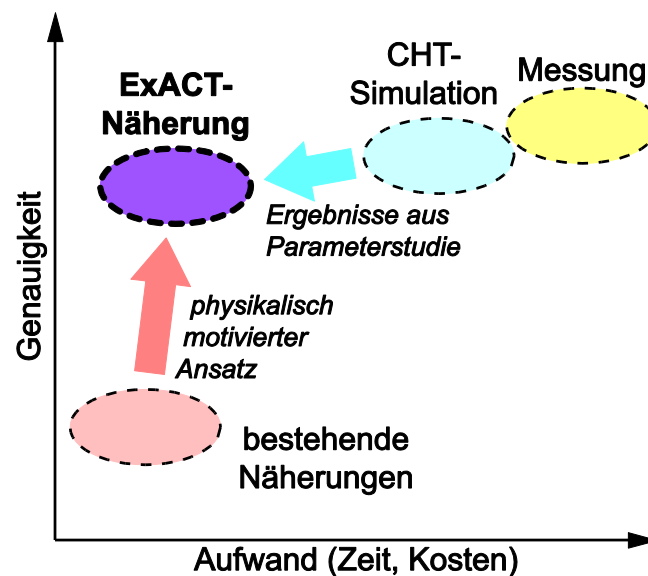 ExACT-
Näherung
CHT-
Simulation
Messung
Ergebnisse aus
Parameterstudie
Genauigkeit
physikalisch
motivierter
Ansatz
bestehende
Näherungen
Aufwand (Zeit, Kosten)